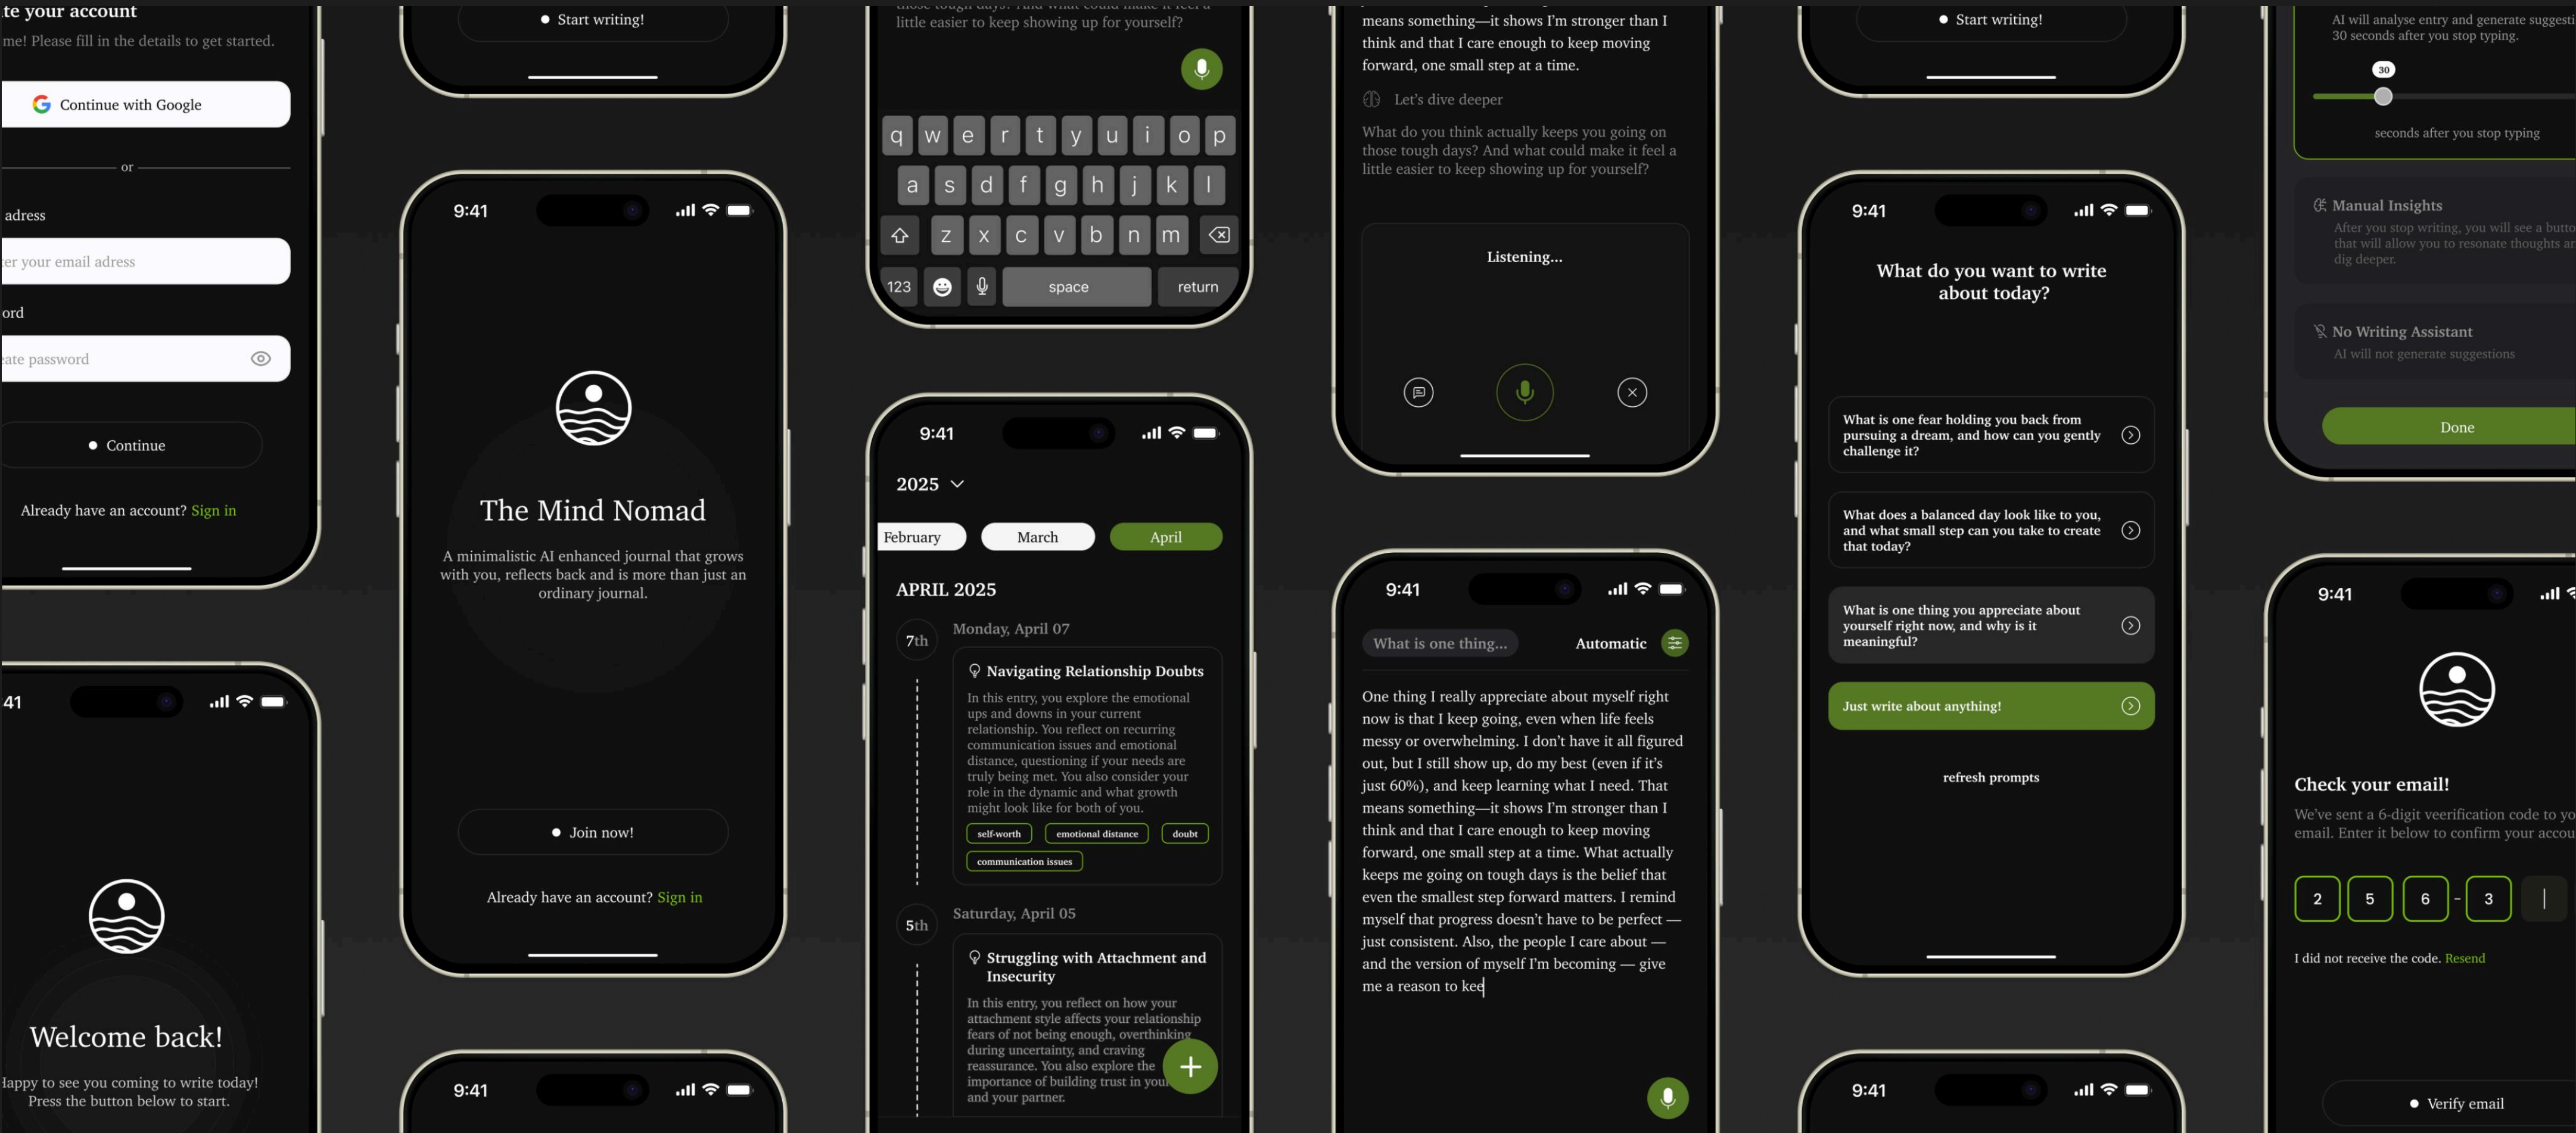 te your account
me! Please fill in the details to get started.
Continue with Google
or
adress
er your email adress
ord
ate password
Continue
Already have an account? Sign in
41
Welcome back!
Happy to see you coming to write today!
Press the button below to start.
Start writing!
9:41
The Mind Nomad
A minimalistic AI enhanced journal that grows
with you, reflects back and is more than just an
ordinary journal.
Join now!
Already have an account? Sign in
9:41
those tough days? And what could make it feel a
little easier to keep showing up for yourself?
q w e r t y u i o p
a s d f g h j k l
z x c v b n m
123 space return
9:41
2025
February March April
APRIL 2025
7th
Monday, April 07
Navigating Relationship Doubts
In this entry, you explore the emotional
ups and downs in your current
relationship. You reflect on recurring
communication issues and emotional
distance, questioning if your needs are
truly being met. You also consider your
role in the dynamic and what growth
might look like for both of you.
self-worth emotional distance doubt
communication issues
5th
Saturday, April 05
Struggling with Attachment and
Insecurity
In this entry, you reflect on how your
attachment style affects your relationship
fears of not being enough, overthinking
during uncertainty, and craving
reassurance. You also explore the
importance of building trust in your
and your partner.
means something—it shows I'm stronger than I
think and that I care enough to keep moving
forward, one small step at a time.
Let's dive deeper
What do you think actually keeps you going on
those tough days? And what could make it feel a
little easier to keep showing up for yourself?
Listening...
9:41
What is one thing... Automatic
One thing I really appreciate about myself right
now is that I keep going, even when life feels
messy or overwhelming. I don't have it all figured
out, but I still show up, do my best (even if it's
just 60%), and keep learning what I need. That
means something—it shows I'm stronger than I
think and that I care enough to keep moving
forward, one small step at a time. What actually
keeps me going on tough days is the belief that
even the smallest step forward matters. I remind
myself that progress doesn't have to be perfect —
just consistent. Also, the people I care about —
and the version of myself I'm becoming — give
me a reason to kee
Start writing!
9:41
What do you want to write
about today?
What is one fear holding you back from
pursuing a dream, and how can you gently
challenge it?
What does a balanced day look like to you,
and what small step can you take to create
that today?
What is one thing you appreciate about
yourself right now, and why is it
meaningful?
Just write about anything!
refresh prompts
9:41
AI will analyse entry and generate suggesti
30 seconds after you stop typing.
30
seconds after you stop typing
Manual Insights
After you stop writing, you will see a butto
that will allow you to resonate thoughts an
dig deeper.
No Writing Assistant
AI will not generate suggestions
Done
9:41
Check your email!
We've sent a 6-digit veerification code to yo
email. Enter it below to confirm your accou
2 5 6 - 3
I did not receive the code. Resend
Verify email